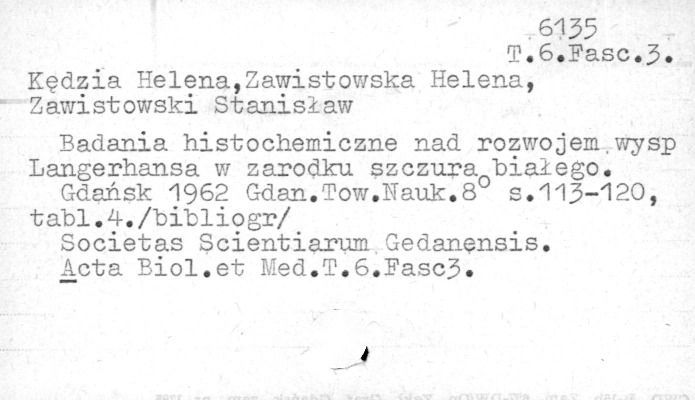 6135
T.6.Fasc.3.
Kędzia Helena,Zawistowska Helena,
Zawistowski Stanisław
Badania histochemiczne nad rozwojem wysp
Langerhansa w zarodku szczura białego.
Gdańsk 1962 Gdan.Tow.Nauk.8° s.113-120,
tabl.4./bibliogr/
Societas Scientiarum Gedanensis.
Acta Biol.et Med.T.6.Fasc3.